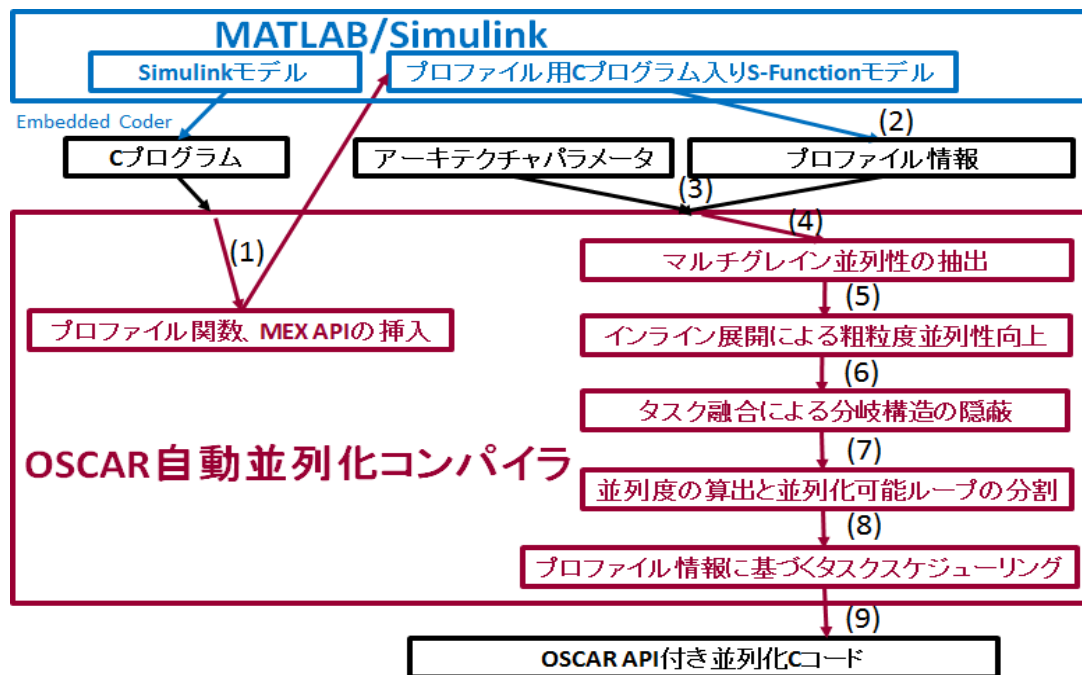 MATLAB/Simulink
Simulinkモデル
プロファイル用Cプログラム入りS-Functionモデル
Embedded Coder
(2)
Cプログラム
アーキテクチャパラメータ
プロファイル情報
(3)
(4)
(1)
マルチグレイン並列性の抽出
(5)
プロファイル関数、MEX APIの挿入
インライン展開による粗粒度並列性向上
(6)
タスク融合による分岐構造の隠蔽
(7)
OSCAR自動並列化コンパイラ
並列度の算出と並列化可能ループの分割
(8)
プロファイル情報に基づくタスクスケジューリング
(9)
OSCAR API付き並列化Cコード